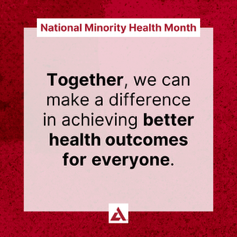 National Minority Health Month
Together, we can
make a difference
in achieving better
health outcomes
for everyone.